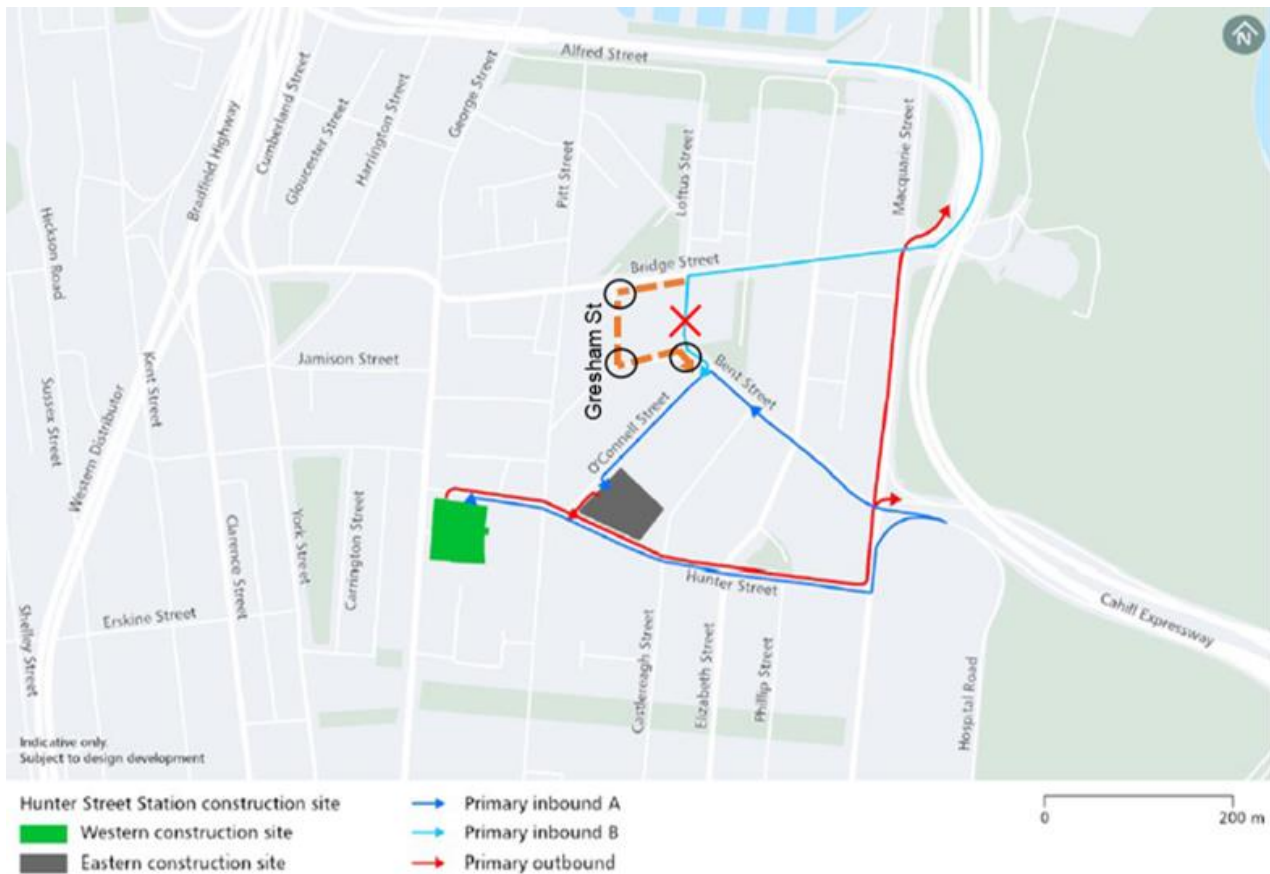 N
Alfred Street
Cumberland Street
Gloucester Street
Harrington Street
George Street
Bradfield Highway
Pitt Street
Loftus Street
Macquarie Street
Hickson Road
Bridge Street
Gresham St
Jamison Street
Bent Street
Kent Street
Sussex Street
Western Distributor
O'Connell Street
Clarence Street
York Street
Carrington Street
Hunter Street
Erskine Street
Shelley Street
Castlereagh Street
Elizabeth Street
Phillip Street
Cahill Expressway
Hospital Road
Indicative only.
Subject to design development
Hunter Street Station construction site
Western construction site
Eastern construction site
Primary inbound A
Primary inbound B
Primary outbound
0 200 m